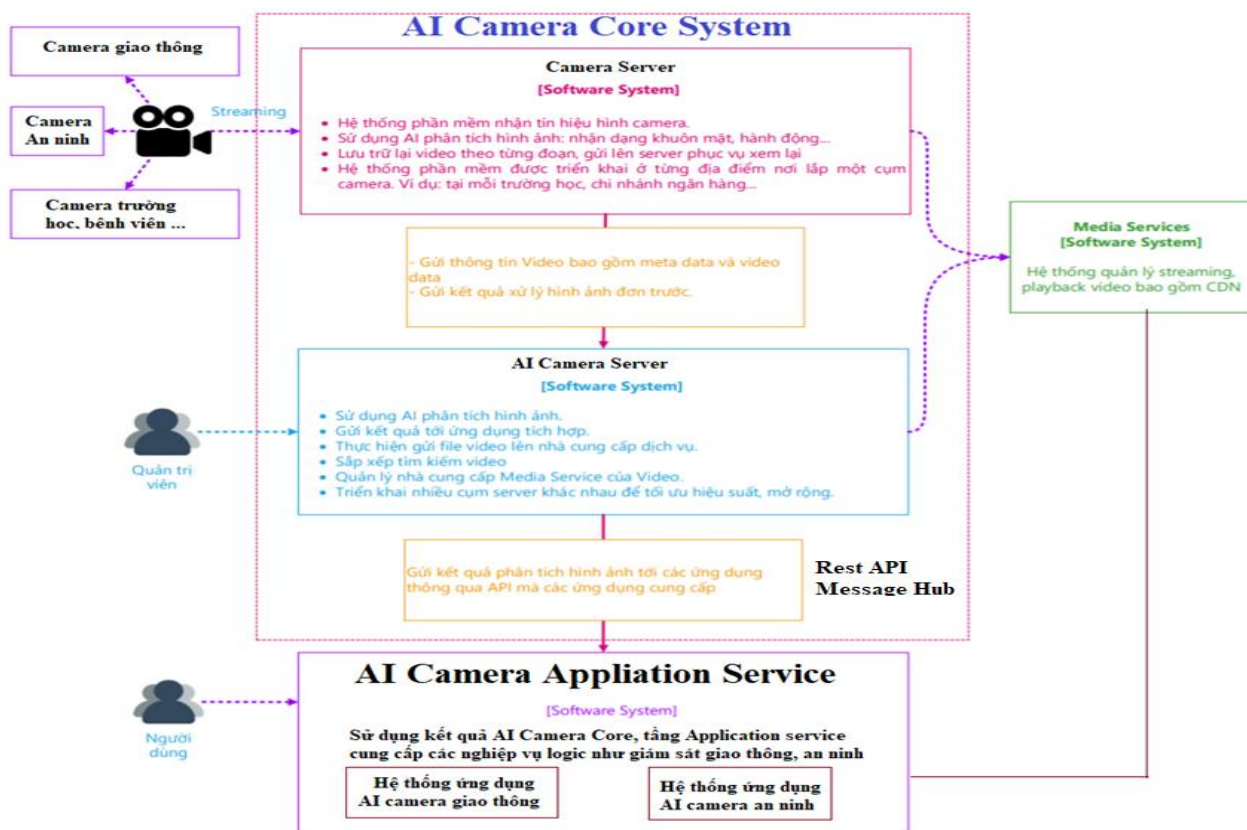 AI Camera Core System
Camera giao thông
Camera
An ninh
Camera trường
học, bệnh viên ...
Streaming
Camera Server
[Software System]
• Hệ thống phần mềm nhận tín hiệu hình camera.
• Sử dụng AI phân tích hình ảnh: nhận dạng khuôn mặt, hành động...
• Lưu trữ lại video theo từng đoạn, gửi lên server phục vụ xem lại
• Hệ thống phần mềm được triển khai ở từng địa điểm nơi lắp một cụm
camera. Ví dụ: tại mỗi trường học, chi nhánh ngân hàng...
- Gửi thông tin Video bao gồm meta data và video
data
- Gửi kết quả xử lý hình ảnh đơn trước.
Media Services
[Software System]
Hệ thống quản lý streaming,
playback video bao gồm CDN
AI Camera Server
[Software System]
• Sử dụng AI phân tích hình ảnh.
• Gửi kết quả tới ứng dụng tích hợp.
• Thực hiện gửi file video lên nhà cung cấp dịch vụ.
• Sắp xếp tìm kiếm video
• Quản lý nhà cung cấp Media Service của Video.
• Triển khai nhiều cụm server khác nhau để tối ưu hiệu suất, mở rộng.
Quản trị
viên
Gửi kết quả phân tích hình ảnh tới các ứng dụng
thông qua API mà các ứng dụng cung cấp
Rest API
Message Hub
AI Camera Appliation Service
[Software System]
Sử dụng kết quả AI Camera Core, tầng Application service
cung cấp các nghiệp vụ logic như giám sát giao thông, an ninh
Hệ thống ứng dụng
AI camera giao thông
Hệ thống ứng dụng
AI camera an ninh
Người
dùng